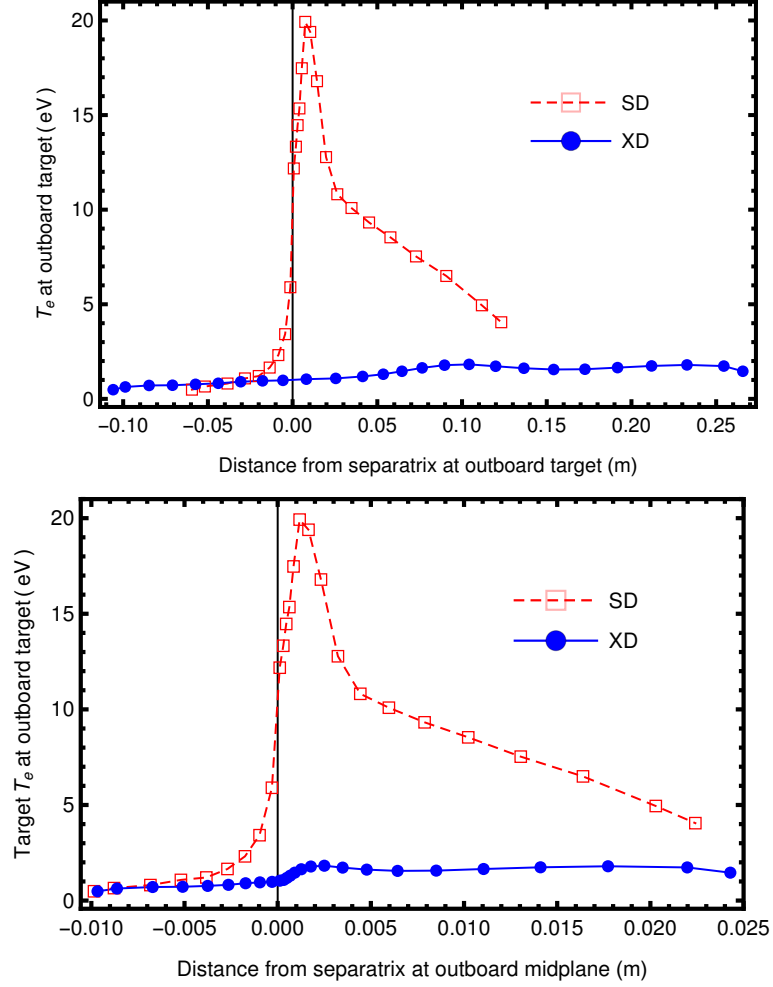 20
15
10
5
0
T_e at outboard target (eV)
SD
XD
−0.10 −0.05 0.00 0.05 0.10 0.15 0.20 0.25
Distance from separatrix at outboard target (m)
20
15
10
5
0
Target T_e at outboard target (eV)
SD
XD
−0.010 −0.005 0.000 0.005 0.010 0.015 0.020 0.025
Distance from separatrix at outboard midplane (m)